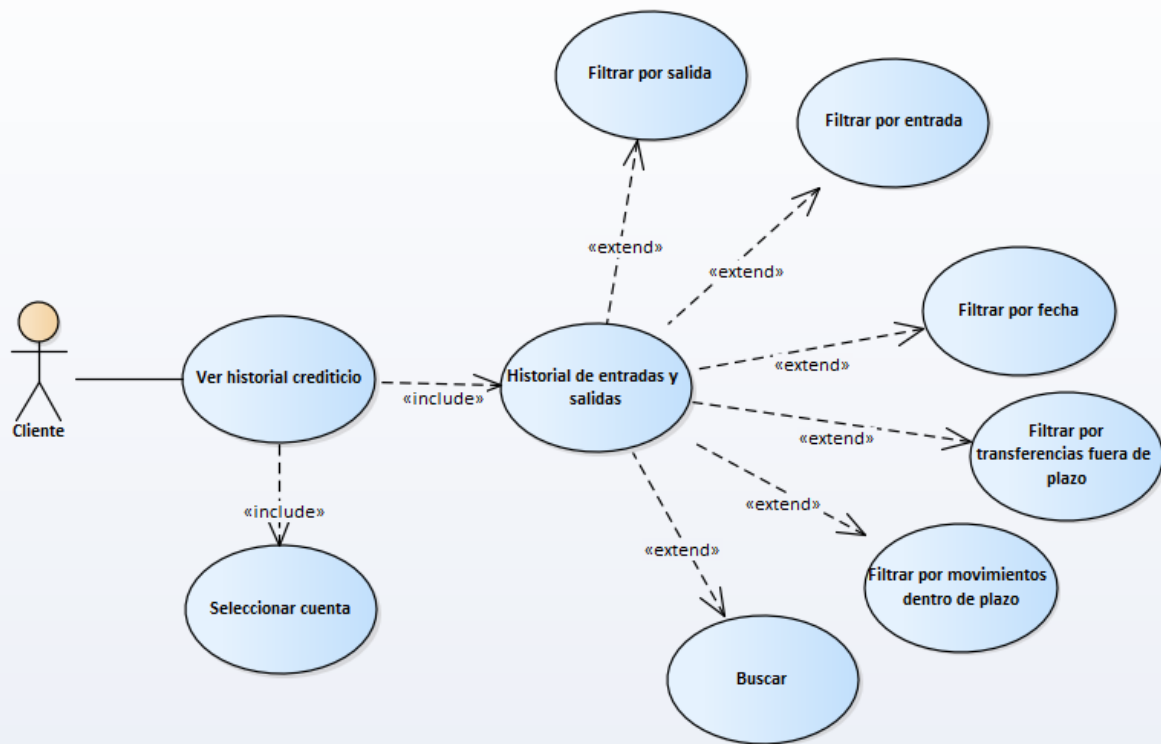 Filtrar por salida
Filtrar por entrada
«extend»
«extend»
Filtrar por fecha
«extend»
Ver historial crediticio
Historial de entradas y
salidas
«include»
Cliente
«extend»
Filtrar por
transferencias fuera de
plazo
«include»
«extend»
«extend»
Filtrar por movimientos
dentro de plazo
Seleccionar cuenta
Buscar